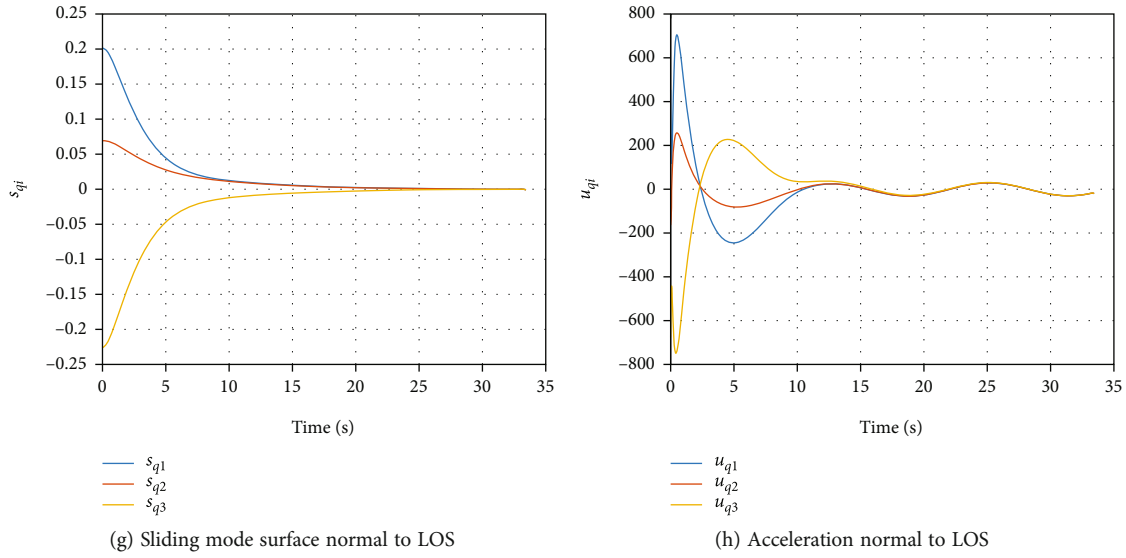 0.25
0.2
0.15
0.1
0.05
0
−0.05
−0.1
−0.15
−0.2
−0.25
s_qi
0 5 10 15 20 25 30 35
Time (s)
s_q1
s_q2
s_q3
(g) Sliding mode surface normal to LOS
800
600
400
200
0
−200
−400
−600
−800
u_qi
0 5 10 15 20 25 30 35
Time (s)
u_q1
u_q2
u_q3
(h) Acceleration normal to LOS